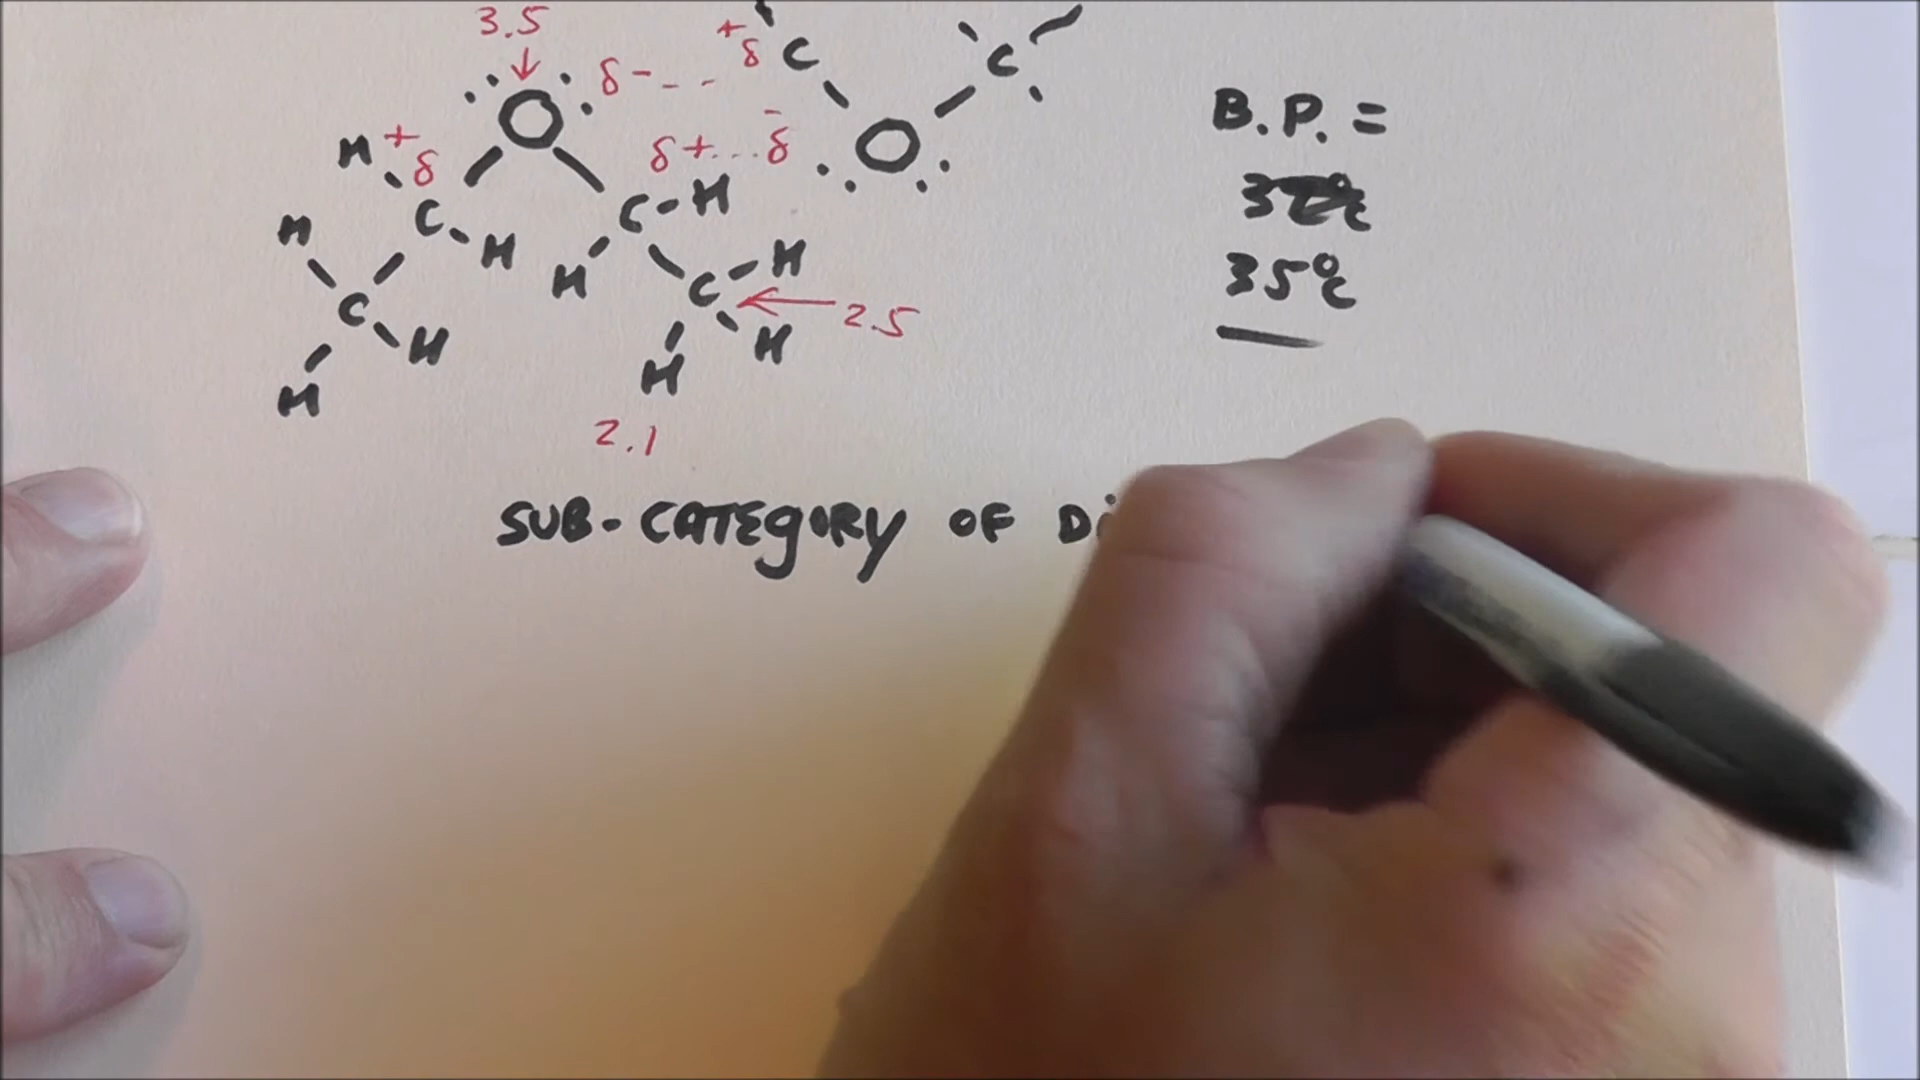 3.5
δ- + δ C C
O
H + δ δ+ - δ O
C H C - H
H H H
C C H
H H 2.5
H H
2.1
B.P. =
35°C
SUB-CATEGORY OF